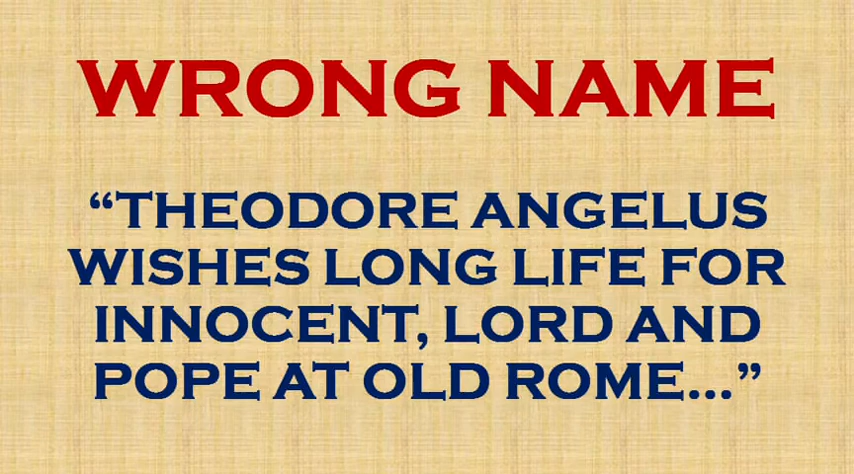 WRONG NAME
“THEODORE ANGELUS
WISHES LONG LIFE FOR
INNOCENT, LORD AND
POPE AT OLD ROME...”